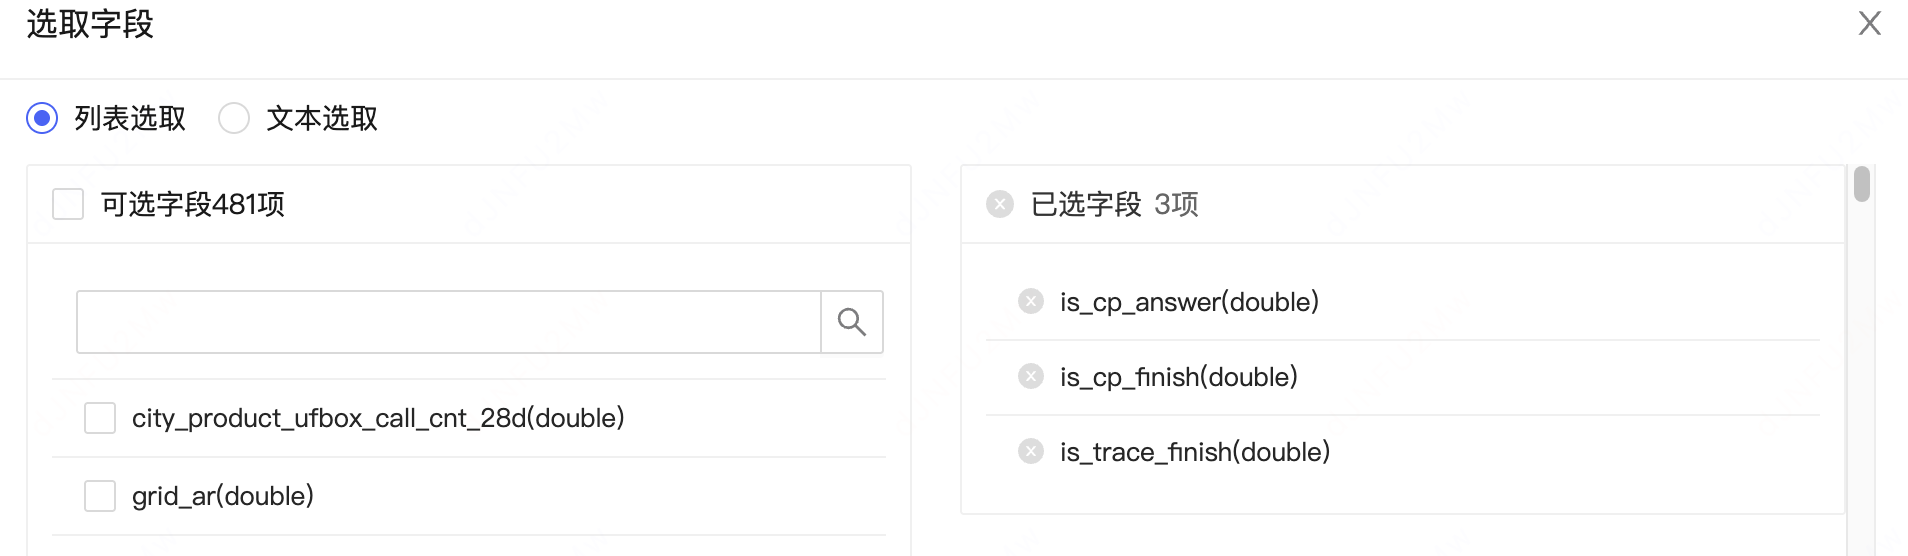 选取字段
列表选取 文本选取
可选字段481项
city_product_ufbox_call_cnt_28d(double)
grid_ar(double)
已选字段 3项
is_cp_answer(double)
is_cp_finish(double)
is_trace_finish(double)